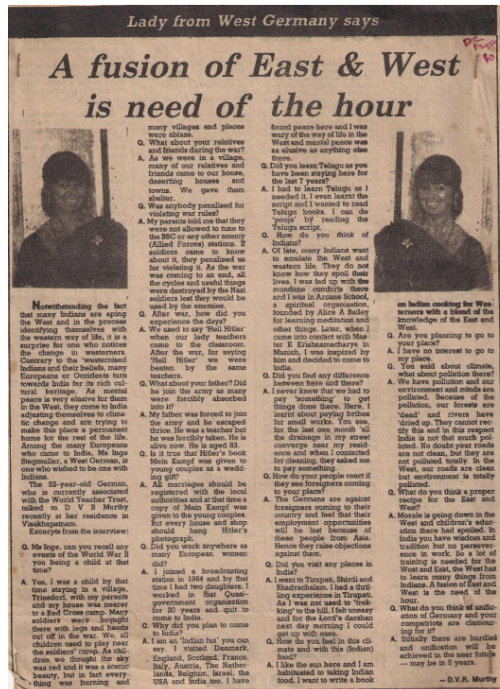 Lady from West Germany says
A fusion of East & West
is need of the hour
Notwithstanding the fact
that many Indians are aping
the West and in the process
identifying themselves with
the western way of life, it is a
surprise for one who notices
the change in westerners.
Contrary to the 'westernised
Indians and their beliefs, many
Europeans or Occidents turn
towards India for its rich cul-
tural heritage. As mental
peace is very elusive for them
in the West, they come to India
adjusting themselves to clima-
tic change and are trying to
make this place a permanent
home for the rest of the life.
Among the many Europeans
who came to India, Ms Inge
Stegmuller, a West German, is
one who wished to be one with
Indians.
The 53-year-old German,
who is currently associated
with the World Teacher Trust,
talked to D V R Murthy
recently at her residence in
Visakhapatnam.
Excerpts from the interview:
Q. Ms Inge, can you recall any
events of the World War II
you being a child at that
time?
A. Yes, I was a child by that
time staying in a village,
with my parents
and my house was nearer
to a Red Cross camp. Many
soldiers were brought
there with legs and hands
cut off in the war. We, all
children used to play near
the soldiers' camp. As chil-
dren we thought the sky
was red and it was a scenic
beauty, but in fact every-
thing was burning and
many villages and places
were ablase.
Q. What about your relatives
and friends during the war?
A. As we were in a village,
many of our relatives and
friends came to our house,
deserting houses and
towns. We gave them
shelter.
Q. Was anybody penalised for
violating war rules?
A. My parents told me that they
were not allowed to tune to
the BBC or say other enemy
(Allied Forces) stations. If
soldiers came to know
about it, they penalised us
for violating it. As the war
was coming to an end, all
the cycles and useful things
were destroyed by the Nazi
soldiers lest they would be
used by the enemies.
Q. After war, how did you
experience the days?
A. We used to say 'Heil Hitler'
when our lady teachers
came to the classroom.
After the war, for saying
'Heil Hitler' we were
beaten by the same
teachers.
Q. What about your father? Did
he join the army as many
were forcibly absorbed
into it?
A. My father was forced to join
the army and he escaped
thrice. He was a teacher but
he was forcibly taken. He is
alive now. He is aged 83.
Q. Is it true that Hitler's book
Mein Kampf was given to
young couples as a wedd-
ing gift?
A. All marriages should be
registered with the local
authorities and at that time a
copy of Mein Kampf was
given to the young couples.
But every house and shop
should hang Hitler's
photograph.
Q. Did you work anywhere as
many European women
did?
A. I joined a broadcasting
station in 1964 and by that
time I had two daughters. I
worked in that Quasi-
government organisation
for 20 years and quit to
come to India.
Q. Why did you plan to come
to India?
A. I am an 'Indian fan' you can
say. I visited Denmark,
England, Scotland, France,
Italy, Austria, The Nether-
lands, Belgium, Israel, the
USA and India too. I have
found peace here and I was
wary of the way of life in the
West and mental peace was
as elusive as anything else
there.
Q. Did you learn Telugu as you
have been staying here for
the last 7 years?
A. I had to learn Telugu as I
needed it. I even learnt the
script and I wanted to read
Telugu books. I can do
'pooja' by reading the
Telugu script.
Q. How do you think of
Indians?
A. Of late, many Indians want
to emulate the West and
western life. They do not
know how they spoil their
lives. I was fed up with the
mundane comforts there
and I was in Arcane School,
a spiritual organisation,
founded by Alice A Bailey
for learning meditation and
other things. Later, when I
came into contact with Mas-
ter E Krishnamacharya in
Munich, I was inspired by
him and decided to come to
India.
Q. Did you find any difference
between here and there?
A. I never knew that we had to
pay 'something' to get
things done there. Here, I
learnt about paying bribes
for small works. You see,
for the last one month 'all
the drainage in my street
converge near my resid-
ence and when I contacted
for cleaning, they asked me
to pay something.
Q. How do your people react if
they see foreigners coming
to your place?
A. The Germans are against
foreigners coming to their
country and feel that their
employment opportunities
will be lost because of
these people from Asia.
Hence they raise objections
against them.
Q. Did you visit any places in
India?
A. I went to Tirupati, Shirdi and
Bhadrachalam. I had a thril-
ling experience in Tirupati.
As I was not used to 'trek-
king' to the hill, I felt uneasy
and for the Lord's darshan
next day morning I could
get up with ease.
Q. How do you feel in this cli-
mate and with this (Indian)
food?
A. I like the sun here and I am
habituated to taking Indian
food. I want to write a book
on Indian cooking for Wes-
terners with a blend of the
knowledge of the East and
West.
Q. Are you planning to go to
your place?
A. I have no interest to go to
my place.
Q. You said about climate,
what about pollution there?
A. We have pollution and our
environment and minds are
polluted. Because of the
pollution, our forests are
'dead' and rivers have
dried up. They cannot rec-
tify this and in this respect
India is not that much pol-
luted. No doubt your roads
are not clean, but they are
not polluted totally. In the
West, our roads are clean
but environment is totally
polluted.
Q. What do you think a proper
recipe for the East and
West?
A. Morale is going down in the
West and children's educa-
tion there had spoiled. In
India you have wisdom and
tradition but no persever-
ence in work. So a lot of
training is needed for the
West and East, the West has
to learn many things from
Indians. A fusion of East and
West is the need of the
hour.
Q. What do you think of unifi-
cation of Germany and your
compatriots are clamour-
ing for it?
A. Initially there are hurdles
and unification will be
achieved in the near future
— may be in 5 years.
— D.V.R. Murthy